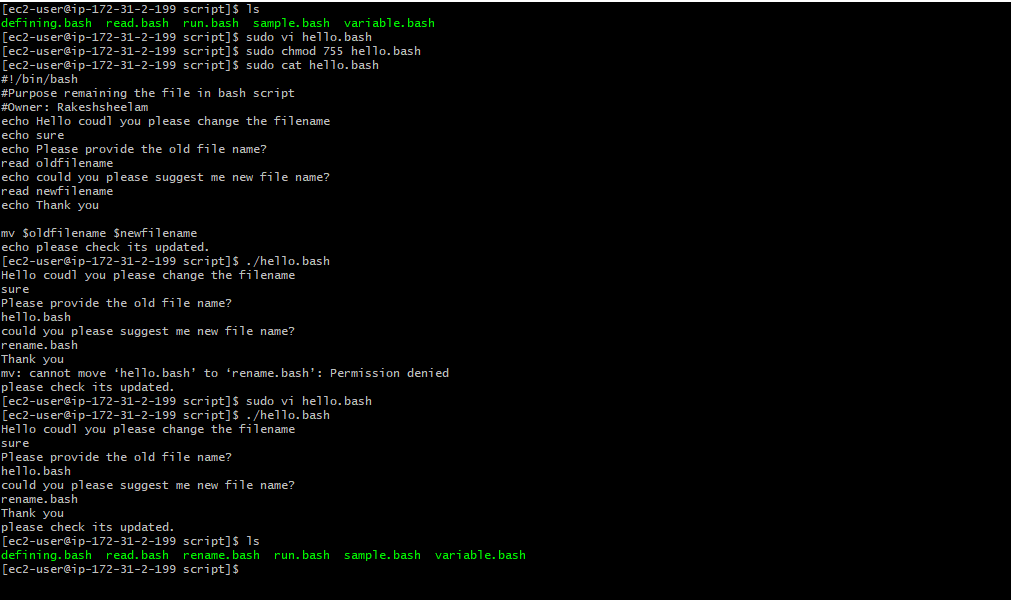 [ec2-user@ip-172-31-2-199 script]$ ls
defining.bash  read.bash  run.bash  sample.bash  variable.bash
[ec2-user@ip-172-31-2-199 script]$ sudo vi hello.bash
[ec2-user@ip-172-31-2-199 script]$ sudo chmod 755 hello.bash
[ec2-user@ip-172-31-2-199 script]$ sudo cat hello.bash
#!/bin/bash
#Purpose remaining the file in bash script
#Owner: Rakeshsheelam
echo Hello coudl you please change the filename
echo sure
echo Please provide the old file name?
read oldfilename
echo could you please suggest me new file name?
read newfilename
echo Thank you

mv $oldfilename $newfilename
echo please check its updated.
[ec2-user@ip-172-31-2-199 script]$ ./hello.bash
Hello coudl you please change the filename
sure
Please provide the old file name?
hello.bash
could you please suggest me new file name?
rename.bash
Thank you
mv: cannot move ‘hello.bash’ to ‘rename.bash’: Permission denied
please check its updated.
[ec2-user@ip-172-31-2-199 script]$ sudo vi hello.bash
[ec2-user@ip-172-31-2-199 script]$ ./hello.bash
Hello coudl you please change the filename
sure
Please provide the old file name?
hello.bash
could you please suggest me new file name?
rename.bash
Thank you
please check its updated.
[ec2-user@ip-172-31-2-199 script]$ ls
defining.bash  read.bash  rename.bash  run.bash  sample.bash  variable.bash
[ec2-user@ip-172-31-2-199 script]$